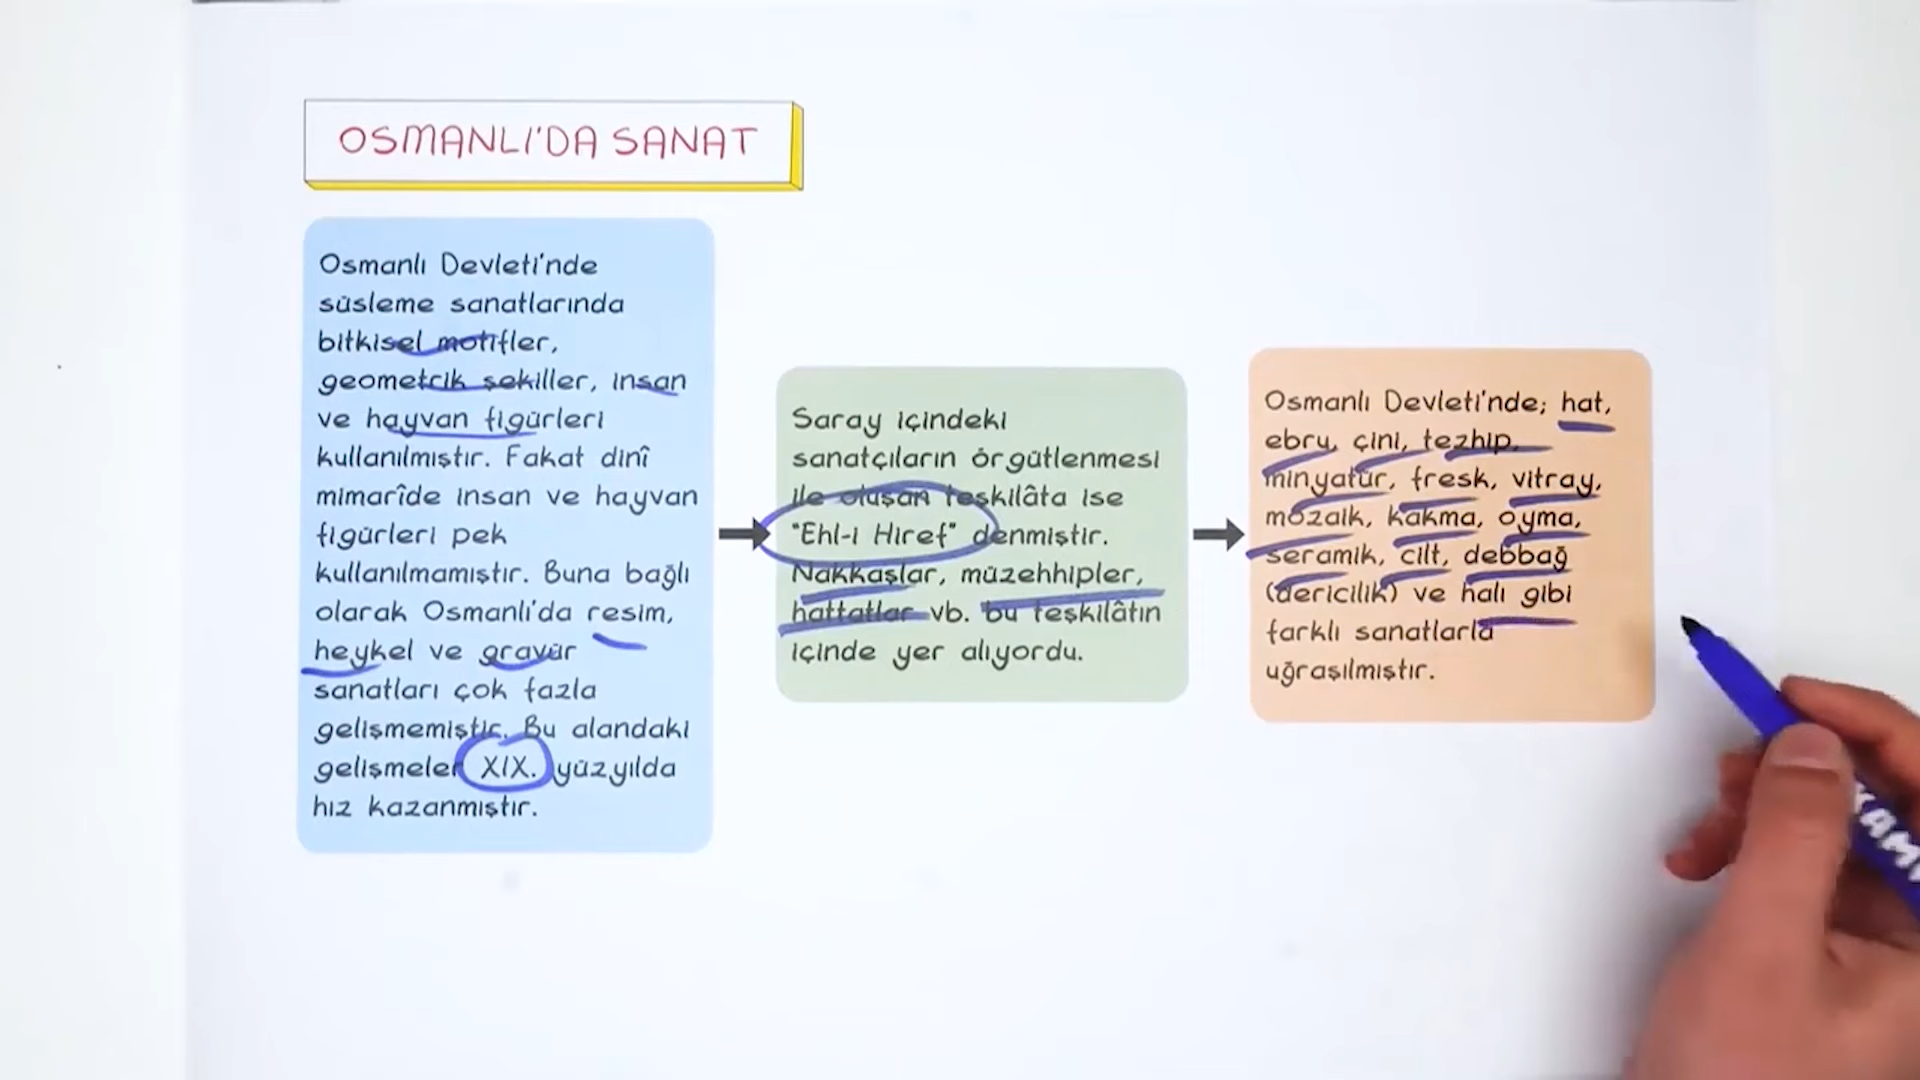 OSMANLI'DA SANAT
Osmanlı Devleti'nde
süsleme sanatlarında
bitkisel motifler,
geometrik şekiller, insan
ve hayvan figürleri
kullanılmıştır. Fakat dinî
mimarîde insan ve hayvan
figürleri pek
kullanılmamıştır. Buna bağlı
olarak Osmanlı'da resim,
heykel ve gravür
sanatları çok fazla
gelişmemiştir. Bu alandaki
gelişmeler XIX. yüzyılda
hız kazanmıştır.
Saray içindeki
sanatçıların örgütlenmesi
ile oluşan teşkilâta ise
"Ehl-i Hiref" denmiştir.
Nakkaşlar, müzehhipler,
hattatlar vb. bu teşkilâtın
içinde yer alıyordu.
Osmanlı Devleti'nde; hat,
ebru, çini, tezhip,
minyatür, fresk, vitray,
mozaik, kakma, oyma,
seramik, cilt, debbağ
(dericilik) ve halı gibi
farklı sanatlarla
uğraşılmıştır.